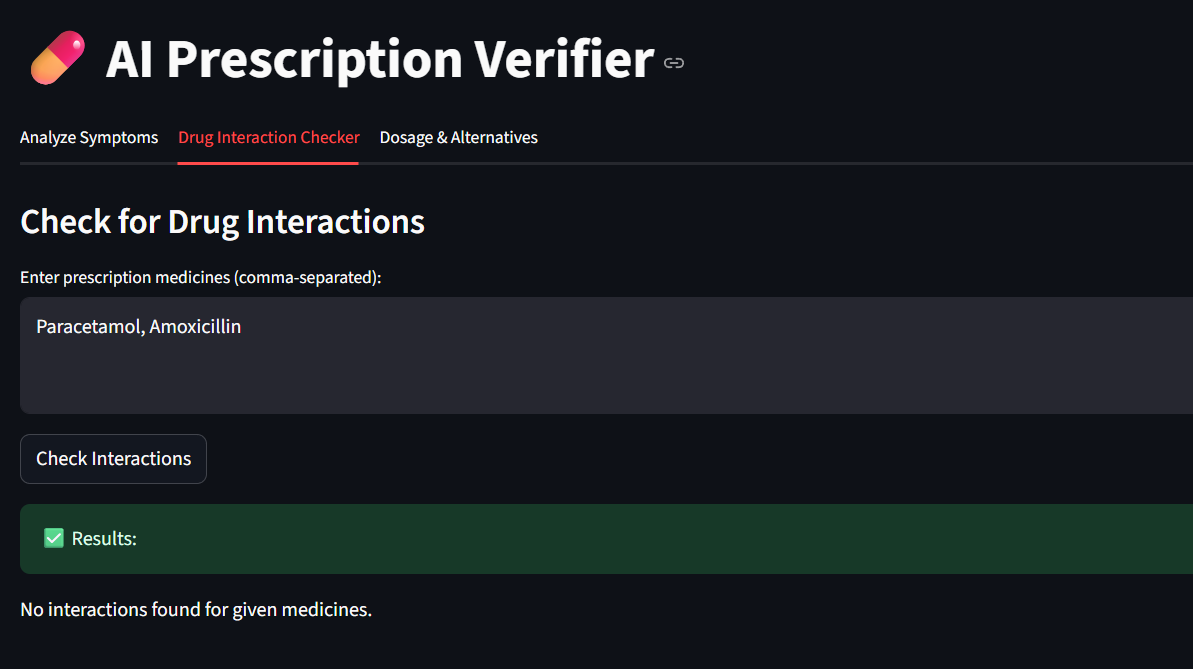 AI Prescription Verifier
Analyze Symptoms Drug Interaction Checker Dosage & Alternatives
Check for Drug Interactions
Enter prescription medicines (comma-separated):
Paracetamol, Amoxicillin
Check Interactions
Results:
No interactions found for given medicines.